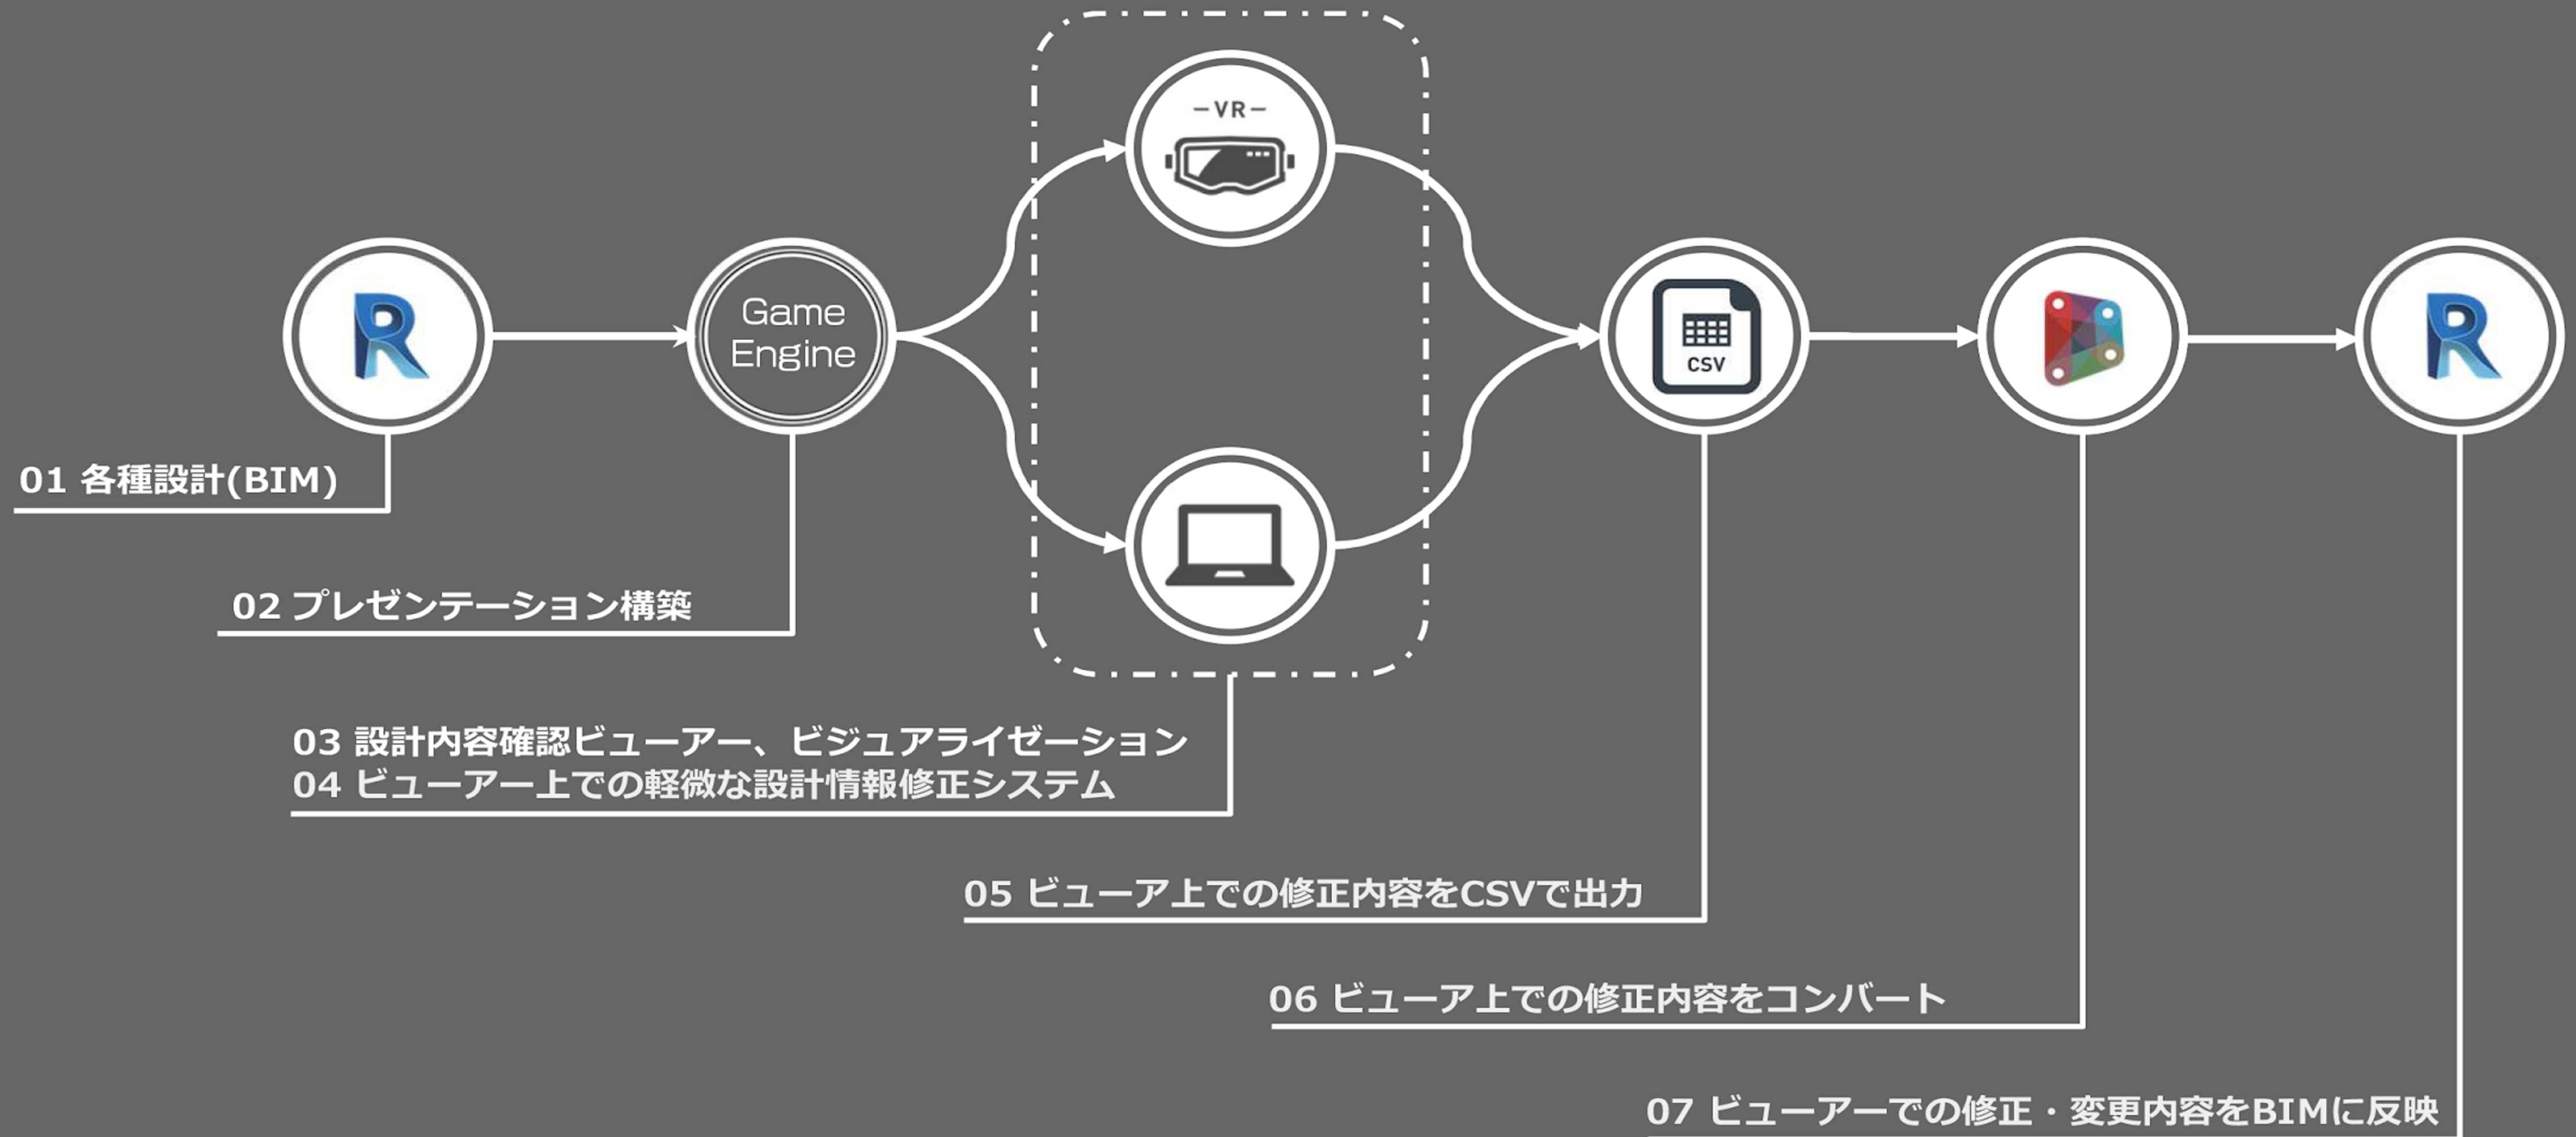 -VR-
Game
Engine
CSV
01 各種設計(BIM)
02 プレゼンテーション構築
03 設計内容確認ビューアー、ビジュアライゼーション
04 ビューアー上での軽微な設計情報修正システム
05 ビューア上での修正内容をCSVで出力
06 ビューア上での修正内容をコンバート
07 ビューアーでの修正・変更内容をBIMに反映